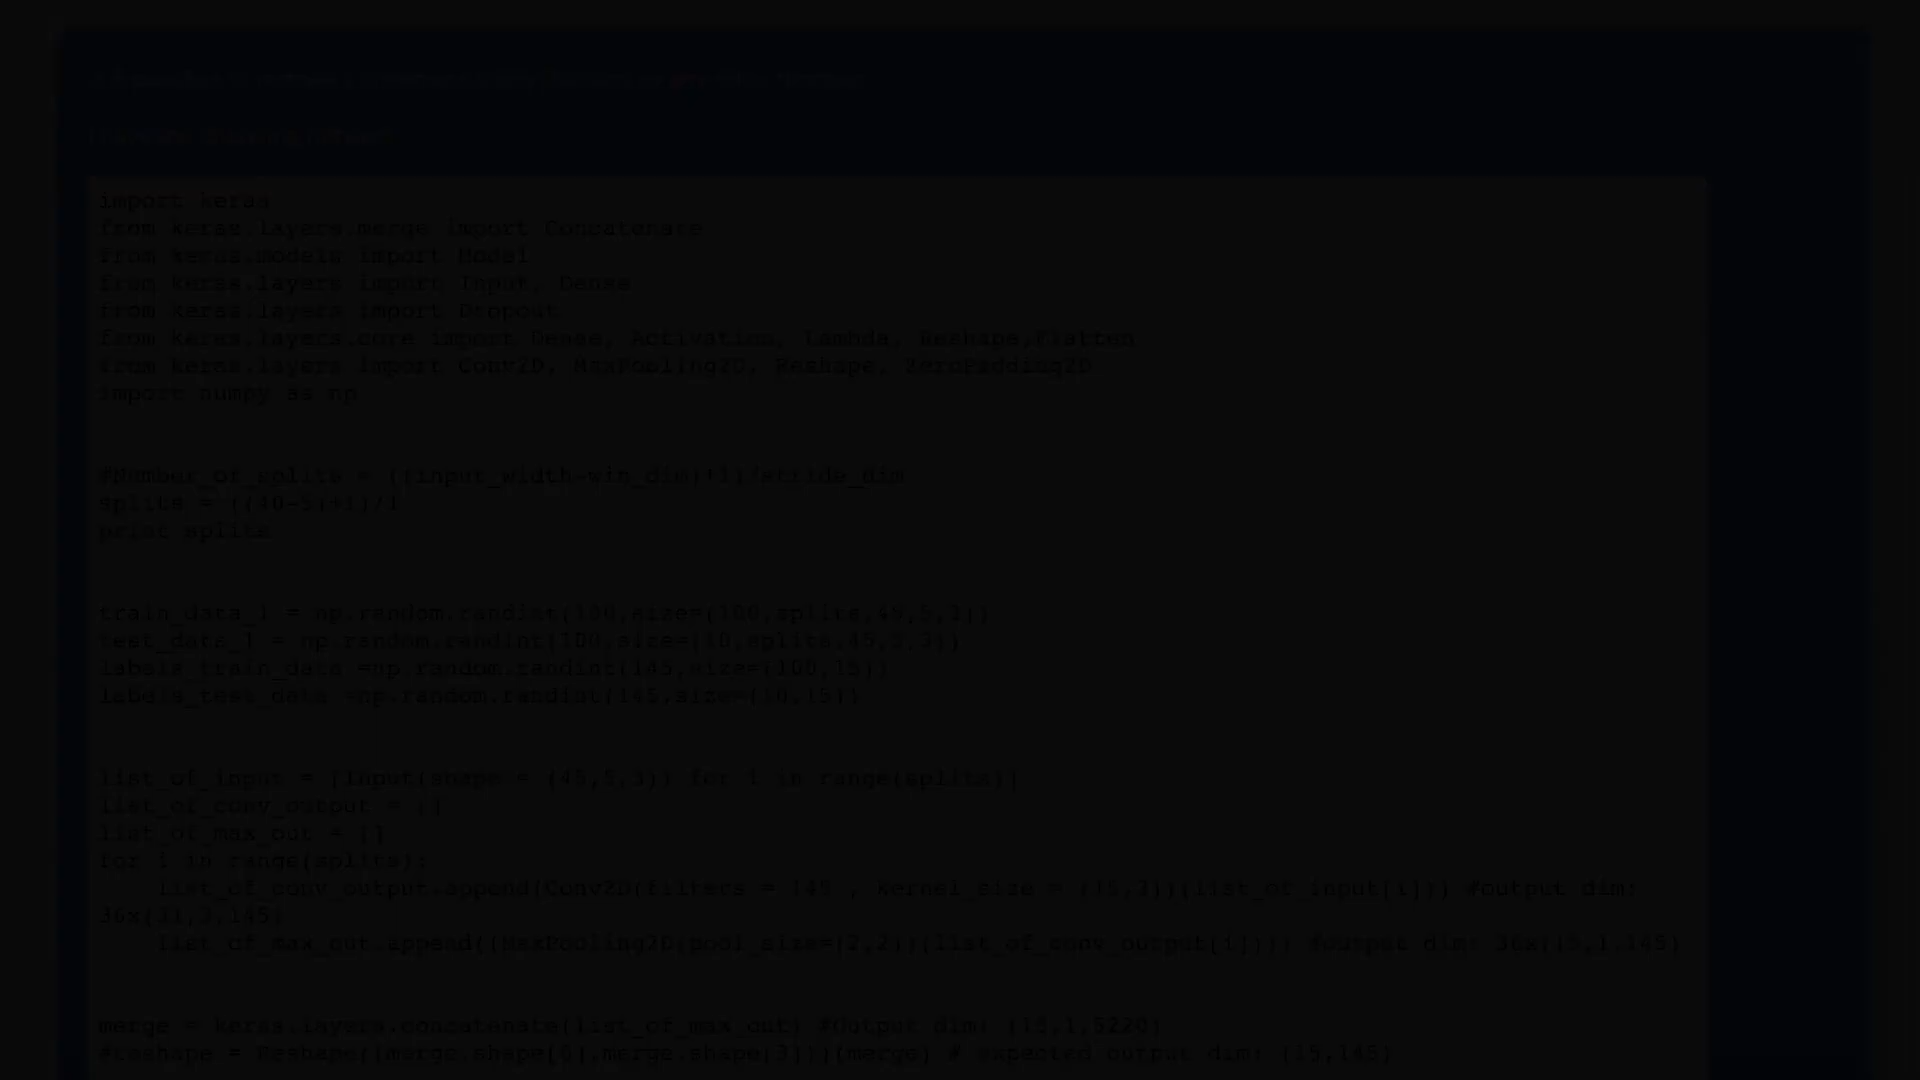 import keras
from keras.layers.merge import Concatenate
from keras.models import Model
from keras.layers import Input, Dense
from keras.layers import Dropout
from keras.layers.core import Dense, Activation, Lambda, Reshape,Flatten
from keras.layers import Conv2D, MaxPooling2D, Reshape, ZeroPadding2D
import numpy as np
#Number_of_splits = ((input_width-win_dim)+1)/stride_dim
splits = ((40-5)+1)/1
print splits
train_data_1 = np.random.randint(100,size=(100,splits,45,5,3))
test_data_1 = np.random.randint(100,size=(10,splits,45,5,3))
labels_train_data =np.random.randint(145,size=(100,15))
labels_test_data =np.random.randint(145,size=(10,15))
list_of_input = [Input(shape = (45,5,3)) for i in range(splits)]
list_of_conv_output = []
list_of_max_out = []
for i in range(splits):
list_of_conv_output.append(Conv2D(filters = 145 , kernel_size = (15,3))(list_of_input[i])) #output dim:
36x(31,3,145)
list_of_max_out.append((MaxPooling2D(pool_size=(2,2))(list_of_conv_output[i]))) #output dim: 36x(15,1,145)
merge = keras.layers.concatenate(list_of_max_out) #Output dim: (15,1,5220)
#reshape = Reshape((merge.shape[0],merge.shape[3]))(merge) # expected output dim: (15,145)